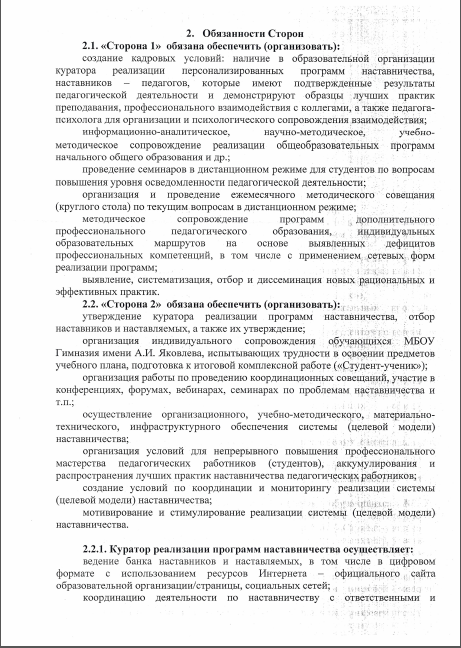 2. Обязанности Сторон
2.1. «Сторона 1» обязана обеспечить (организовать):
создание кадровых условий: наличие в образовательной организации
куратора реализации персонализированных программ наставничества,
наставников – педагогов, которые имеют подтвержденные результаты
педагогической деятельности и демонстрируют образцы лучших практик
преподавания, профессионального взаимодействия с коллегами, а также педагога-
психолога для организации и психологического сопровождения взаимодействия;
информационно-аналитическое, научно-методическое, учебно-
методическое сопровождение реализации общеобразовательных программ
начального общего образования и др.;
проведение семинаров в дистанционном режиме для студентов по вопросам
повышения уровня осведомленности педагогической деятельности;
организация и проведение ежемесячного методического совещания
(круглого стола) по текущим вопросам в дистанционном режиме;
методическое сопровождение программ дополнительного
профессионального педагогического образования, индивидуальных
образовательных маршрутов на основе выявленных дефицитов
профессиональных компетенций, в том числе с применением сетевых форм
реализации программ;
выявление, систематизация, отбор и диссеминация новых рациональных и
эффективных практик.
2.2. «Сторона 2» обязана обеспечить (организовать):
утверждение куратора реализации программ наставничества, отбор
наставников и наставляемых, а также их утверждение;
организация индивидуального сопровождения обучающихся МБОУ
Гимназия имени А.И. Яковлева, испытывающих трудности в освоении предметов
учебного плана, подготовка к итоговой комплексной работе («Студент-ученик»);
организация работы по проведению координационных совещаний, участие в
конференциях, форумах, вебинарах, семинарах по проблемам наставничества и
т.п.;
осуществление организационного, учебно-методического, материально-
технического, инфраструктурного обеспечения системы (целевой модели)
наставничества;
организация условий для непрерывного повышения профессионального
мастерства педагогических работников (студентов), аккумулирования и
распространения лучших практик наставничества педагогических работников;
создание условий по координации и мониторингу реализации системы
(целевой модели) наставничества;
мотивирование и стимулирование реализации системы (целевой модели)
наставничества.
2.2.1. Куратор реализации программ наставничества осуществляет:
ведение банка наставников и наставляемых, в том числе в цифровом
формате с использованием ресурсов Интернета – официального сайта
образовательной организации/страницы, социальных сетей;
координацию деятельности по наставничеству с ответственными и